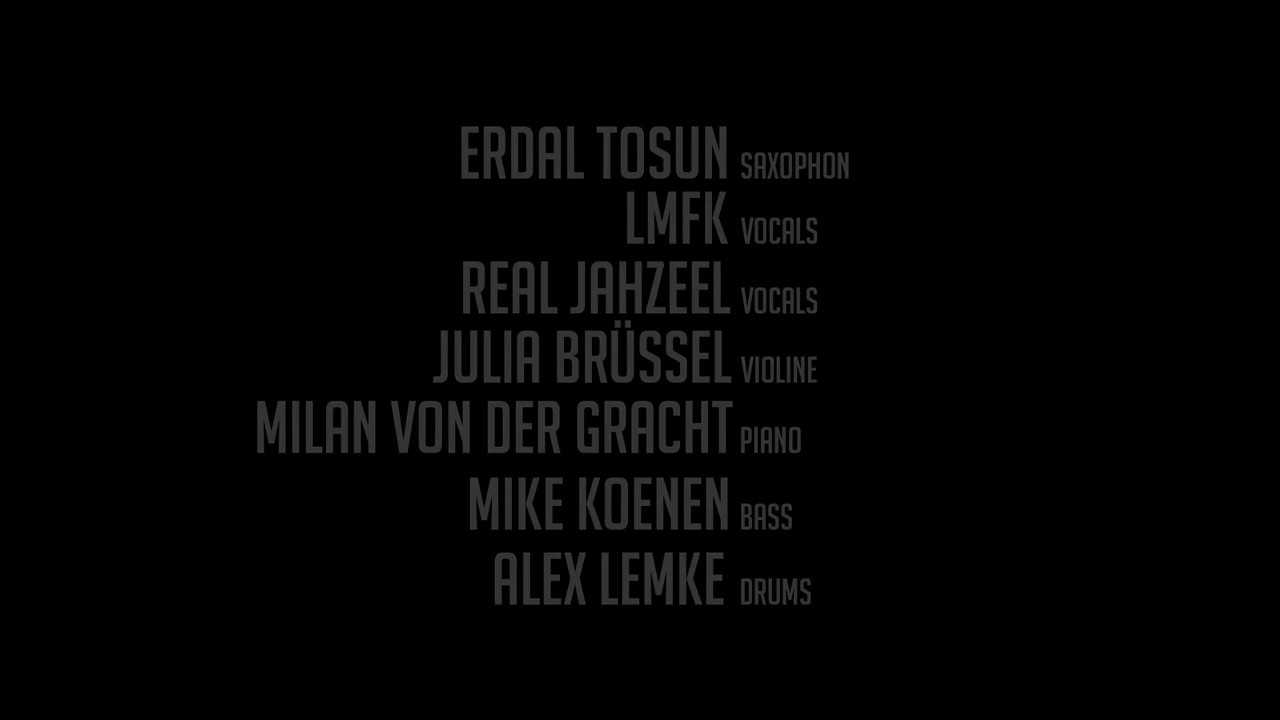 ERDAL TOSUN SAXOPHON
LMFK VOCALS
REAL JAHZEEL VOCALS
JULIA BRÜSSEL VIOLINE
MILAN VON DER GRACHT PIANO
MIKE KOENEN BASS
ALEX LEMKE DRUMS